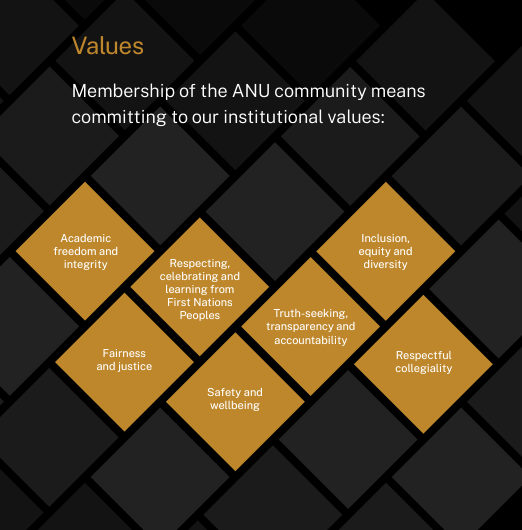 Values
Membership of the ANU community means
committing to our institutional values:
Academic
freedom and
integrity
Respecting,
celebrating and
learning from
First Nations
Peoples
Inclusion,
equity and
diversity
Truth-seeking,
transparency and
accountability
Fairness
and justice
Respectful
collegiality
Safety and
wellbeing